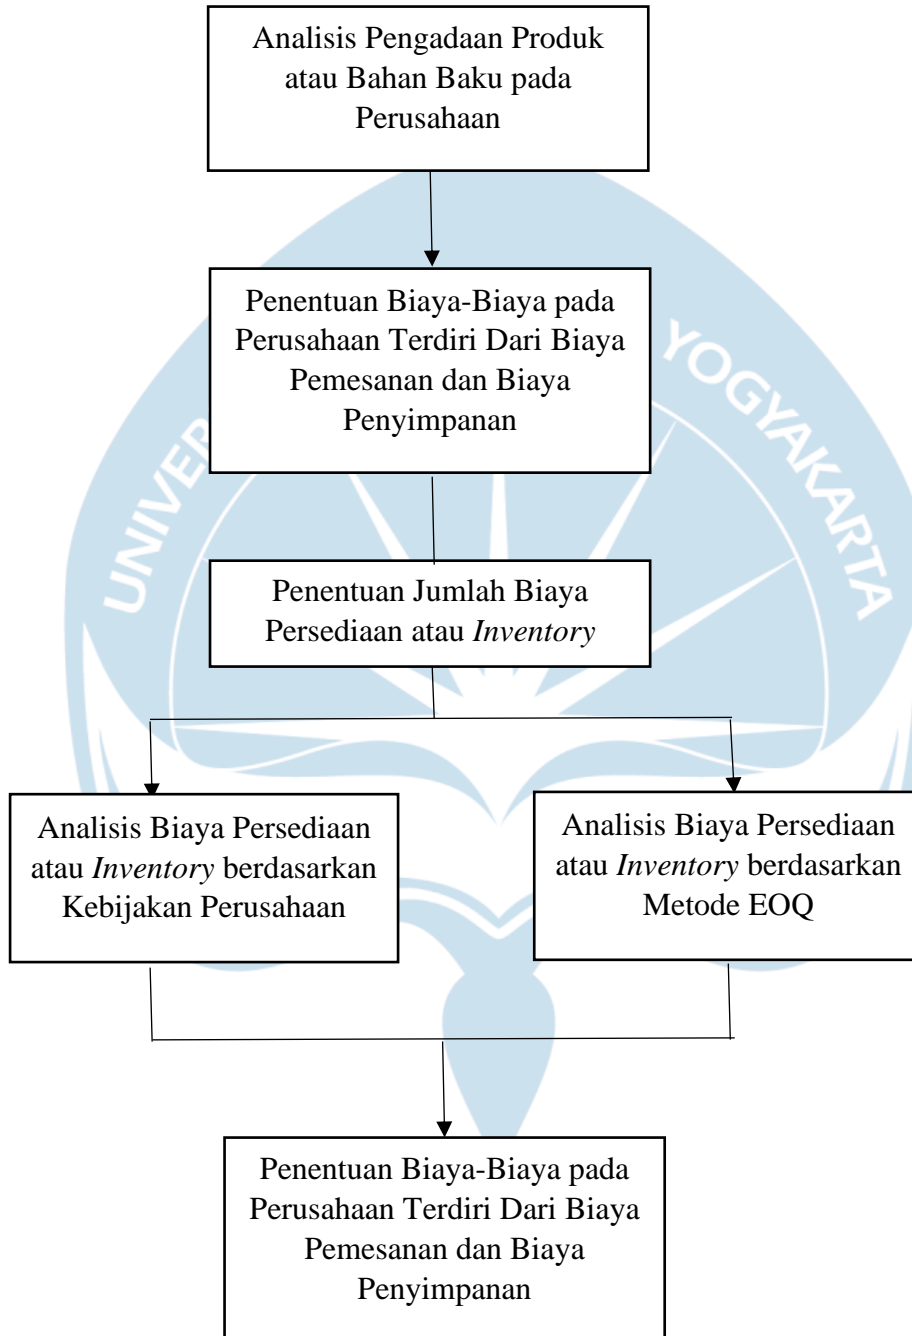 Analisis Pengadaan Produk
atau Bahan Baku pada
Perusahaan
Penentuan Biaya-Biaya pada
Perusahaan Terdiri Dari Biaya
Pemesanan dan Biaya
Penyimpanan
UNIVER
YOGYAKARTA
Penentuan Jumlah Biaya
Persediaan atau Inventory
Analisis Biaya Persediaan
atau Inventory berdasarkan
Kebijakan Perusahaan
Analisis Biaya Persediaan
atau Inventory berdasarkan
Metode EOQ
Penentuan Biaya-Biaya pada
Perusahaan Terdiri Dari Biaya
Pemesanan dan Biaya
Penyimpanan